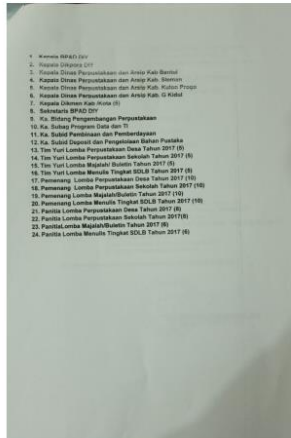 1. Kepala BPAD DIY
2. Kepala Dikpora DIY
3. Kepala Dinas Perpustakaan dan Arsip Kab Bantul
4. Kepala Dinas Perpustakaan dan Arsip Kab. Sleman
5. Kepala Dinas Perpustakaan dan Arsip Kab. Kulon Progo
6. Kepala Dinas Perpustakaan dan Arsip Kab. G Kidul
7. Kepala Dikmen Kab /Kota (5)
8. Sekretaris BPAD DIY
9. Ka. Bidang Pengembangan Perpustakaan
10. Ka. Subag Program Data dan TI
11. Ka. Subid Pembinaan dan Pemberdayaan
12. Ka. Subid Deposit dan Pengelolaan Bahan Pustaka
13. Tim Yuri Lomba Perpustakaan Desa Tahun 2017 (5)
14. Tim Yuri Lomba Perpustakaan Sekolah Tahun 2017 (5)
15. Tim Yuri Majalah/ Buletin Tahun 2017 (5)
16. Tim Yuri Lomba Menulis Tingkat SDLB Tahun 2017 (5)
17. Pemenang Lomba Perpustakaan Desa Tahun 2017 (10)
18. Pemenang Lomba Perpustakaan Sekolah Tahun 2017 (10)
19. Pemenang Lomba Majalah/Buletin Tahun 2017 (10)
20. Pemenang Lomba Menulis Tingkat SDLB Tahun 2017 (10)
21. Panitia Lomba Perpustakaan Desa Tahun 2017 (6)
22. Panitia Lomba Perpustakaan Sekolah Tahun 2017(6)
23. PanitiaLomba Majalah/Buletin Tahun 2017 (6)
24. Panitia Lomba Menulis Tingkat SDLB Tahun 2017 (6)